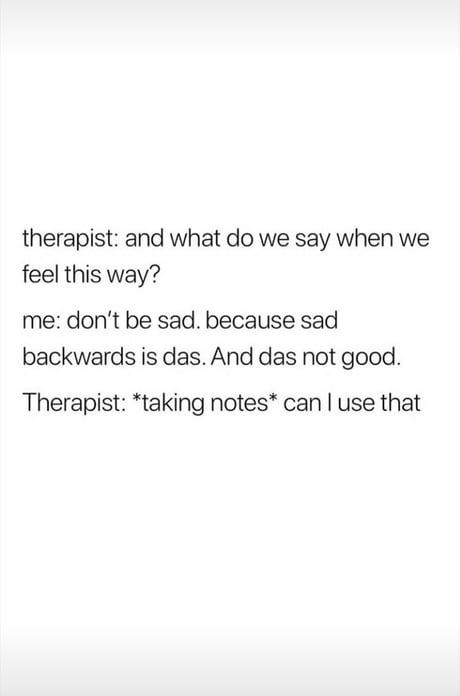 therapist: and what do we say when we
feel this way?
me: don't be sad. because sad
backwards is das. And das not good.
Therapist: *taking notes* can I use that